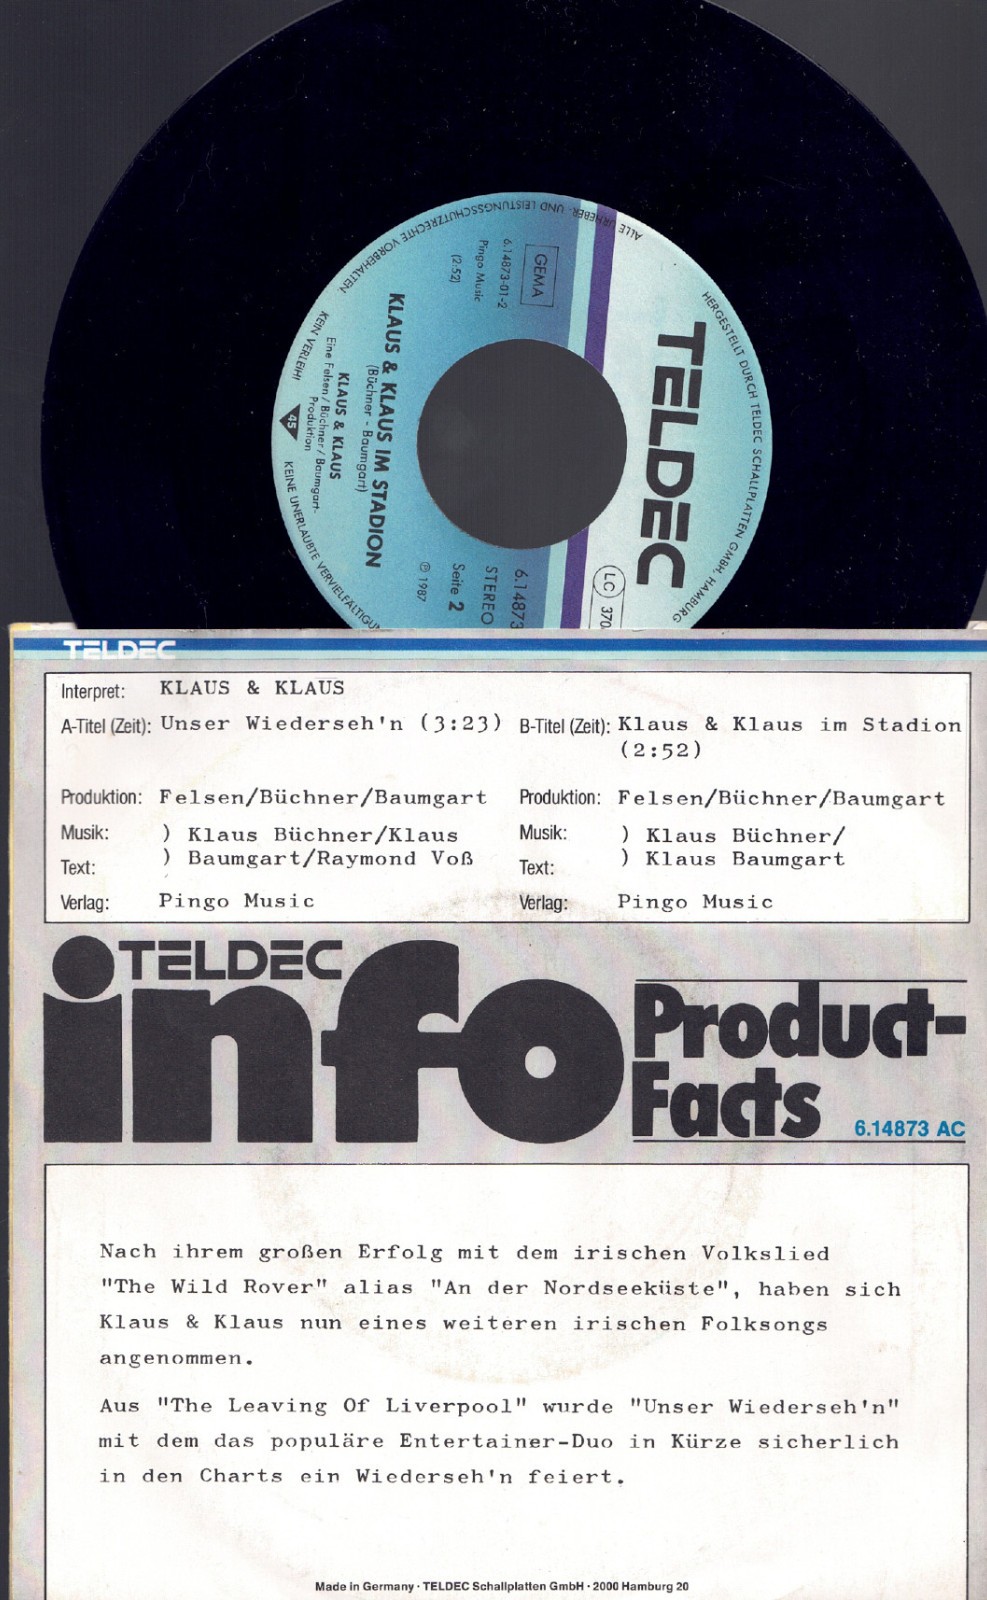 ALLE URHEBER- UND LEISTUNGSSCHUTZRECHTE VORBEHALTEN
KEIN VERLEIH!
KEINE UNERLAUBTE VERVIELFÄLTIGU
HERGESTELLT DURCH TELDEC SCHALLPLATTEN GMBH, HAMBURG
TELDEC
LC 370
GEMA
6.14873-01-2
Pingo Music
(2:52)
6.14873
STEREO
Seite 2
℗ 1987
KLAUS & KLAUS IM STADION
(Büchner - Baumgart)
KLAUS & KLAUS
Eine Felsen/Büchner/Baumgart-
Produktion
45
TELDEC
Interpret: KLAUS & KLAUS
A-Titel (Zeit): Unser Wiederseh'n (3:23) B-Titel (Zeit): Klaus & Klaus im Stadion
(2:52)
Produktion: Felsen/Büchner/Baumgart Produktion: Felsen/Büchner/Baumgart
Musik: ) Klaus Büchner/Klaus Musik: ) Klaus Büchner/
Text: ) Baumgart/Raymond Voß Text: ) Klaus Baumgart
Verlag: Pingo Music Verlag: Pingo Music
TELDEC
info
Product-
Facts
6.14873 AC
Nach ihrem großen Erfolg mit dem irischen Volkslied
"The Wild Rover" alias "An der Nordseeküste", haben sich
Klaus & Klaus nun eines weiteren irischen Folksongs
angenommen.
Aus "The Leaving Of Liverpool" wurde "Unser Wiederseh'n"
mit dem das populäre Entertainer-Duo in Kürze sicherlich
in den Charts ein Wiederseh'n feiert.
Made in Germany · TELDEC Schallplatten GmbH · 2000 Hamburg 20